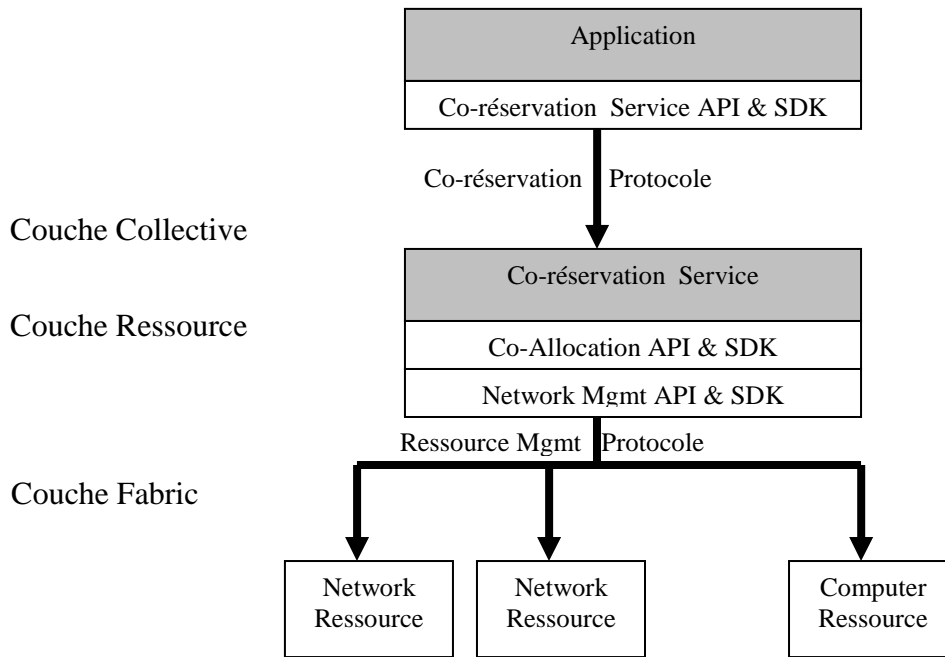 Application
Co-réservation Service API & SDK
Co-réservation Protocole
Couche Collective
Co-réservation Service
Couche Ressource
Co-Allocation API & SDK
Network Mgmt API & SDK
Ressource Mgmt Protocole
Couche Fabric
Network
Ressource
Network
Ressource
Computer
Ressource